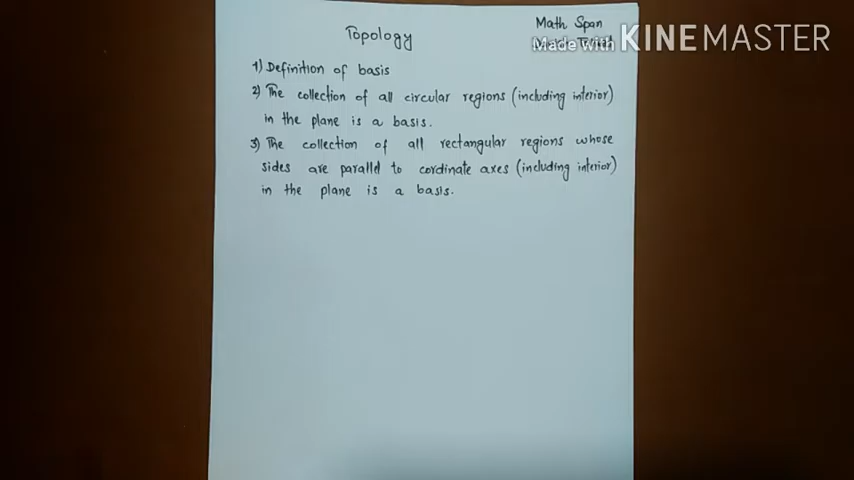 Topology
Math Span
Made with KINEMASTER
1) Definition of basis
2) The collection of all circular regions (including interior)
in the plane is a basis.
3) The collection of all rectangular regions whose
sides are paralld to cordinate axes (including interior)
in the plane is a basis.